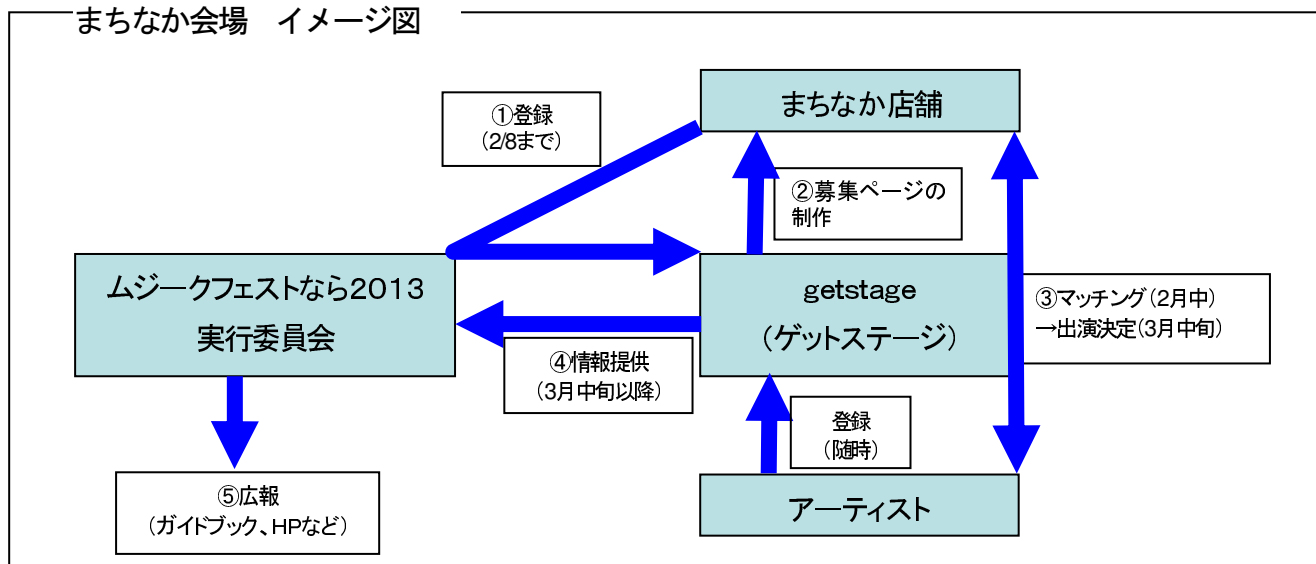 まちなか会場　イメージ図
①登録
(2/8まで)
まちなか店舗
②募集ページの
制作
ムジークフェストなら2013
実行委員会
getstage
(ゲットステージ)
③マッチング(2月中)
→出演決定(3月中旬)
④情報提供
(3月中旬以降)
登録
(随時)
⑤広報
(ガイドブック、HPなど)
アーティスト